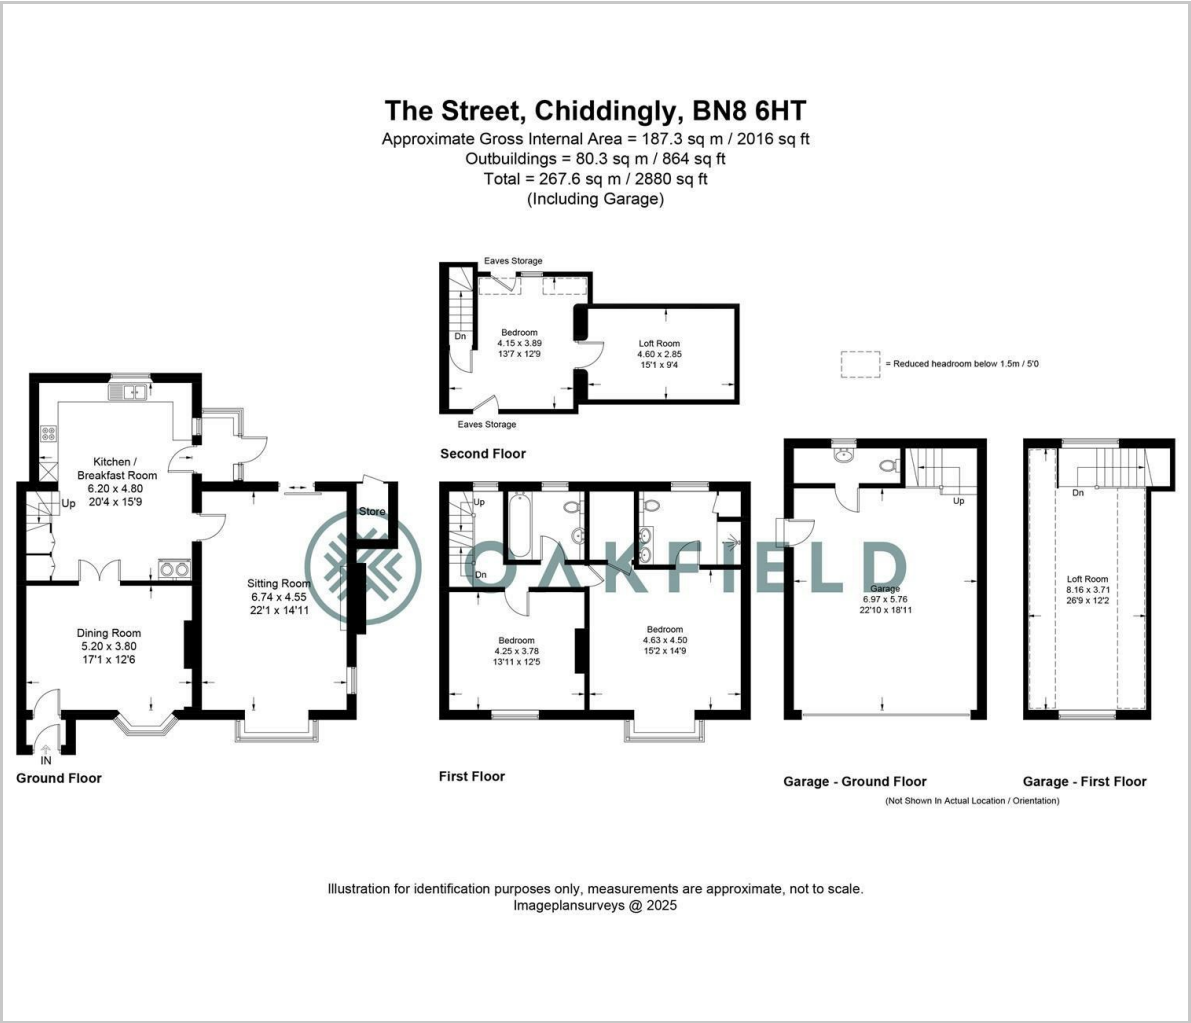 The Street, Chiddingly, BN8 6HT
Approximate Gross Internal Area = 187.3 sq m / 2016 sq ft
Outbuildings = 80.3 sq m / 864 sq ft
Total = 267.6 sq m / 2880 sq ft
(Including Garage)
Eaves Storage
Dn
Bedroom
4.15 x 3.89
13'7 x 12'9
Loft Room
4.60 x 2.85
15'1 x 9'4
Eaves Storage
Second Floor
= Reduced headroom below 1.5m / 5'0
Kitchen /
Breakfast Room
6.20 x 4.80
20'4 x 15'9
Up
Store
Sitting Room
6.74 x 4.55
22'1 x 14'11
Dining Room
5.20 x 3.80
17'1 x 12'6
IN
Ground Floor
Up
Dn
Bedroom
4.25 x 3.78
13'11 x 12'5
Bedroom
4.63 x 4.50
15'2 x 14'9
First Floor
OAKFIELD
Up
Garage
6.97 x 5.76
22'10 x 18'11
Garage - Ground Floor
Dn
Loft Room
8.16 x 3.71
26'9 x 12'2
Garage - First Floor
(Not Shown In Actual Location / Orientation)
Illustration for identification purposes only, measurements are approximate, not to scale.
Imageplansurveys @ 2025